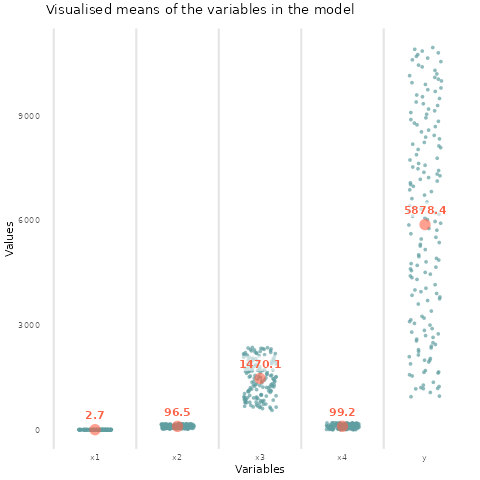 Visualised means of the variables in the model
Values
9000
6000
3000
0
2.7
96.5
1470.1
99.2
5878.4
x1
x2
x3
x4
y
Variables